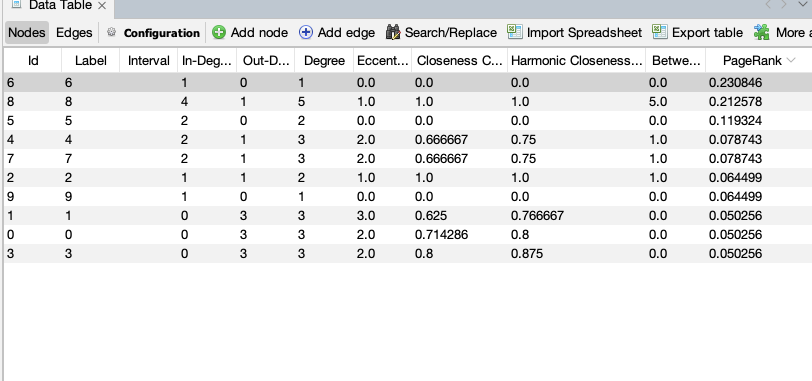 Data Table ×
Nodes Edges Configuration Add node Add edge Search/Replace Import Spreadsheet Export table More a
Id Label Interval In-Deg... Out-D... Degree Eccent... Closeness C... Harmonic Closeness... Betwe... PageRank
6 6 1 0 1 0.0 0.0 0.0 0.0 0.230846
8 8 4 1 5 1.0 1.0 1.0 5.0 0.212578
5 5 2 0 2 0.0 0.0 0.0 0.0 0.119324
4 4 2 1 3 2.0 0.666667 0.75 1.0 0.078743
7 7 2 1 3 2.0 0.666667 0.75 1.0 0.078743
2 2 1 1 2 1.0 1.0 1.0 1.0 0.064499
9 9 1 0 1 0.0 0.0 0.0 0.0 0.064499
1 1 0 3 3 3.0 0.625 0.766667 0.0 0.050256
0 0 0 3 3 2.0 0.714286 0.8 0.0 0.050256
3 3 0 3 3 2.0 0.8 0.875 0.0 0.050256